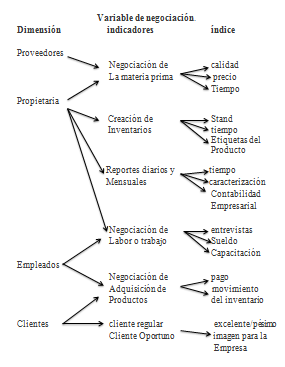 Variable de negociación.
Dimensión indicadores índice
Proveedores
Negociación de calidad
La materia prima precio
Tiempo
Propietaria
Creación de Stand
Inventarios tiempo
Etiquetas del
Producto
Reportes diarios y tiempo
Mensuales caracterización
Contabilidad
Empresarial
Negociación de entrevistas
Labor o trabajo Sueldo
Capacitación
Empleados
Negociación de pago
Adquisición de movimiento
Productos del inventario
Clientes cliente regular excelente/pésimo
Cliente Oportuno imagen para la
Empresa